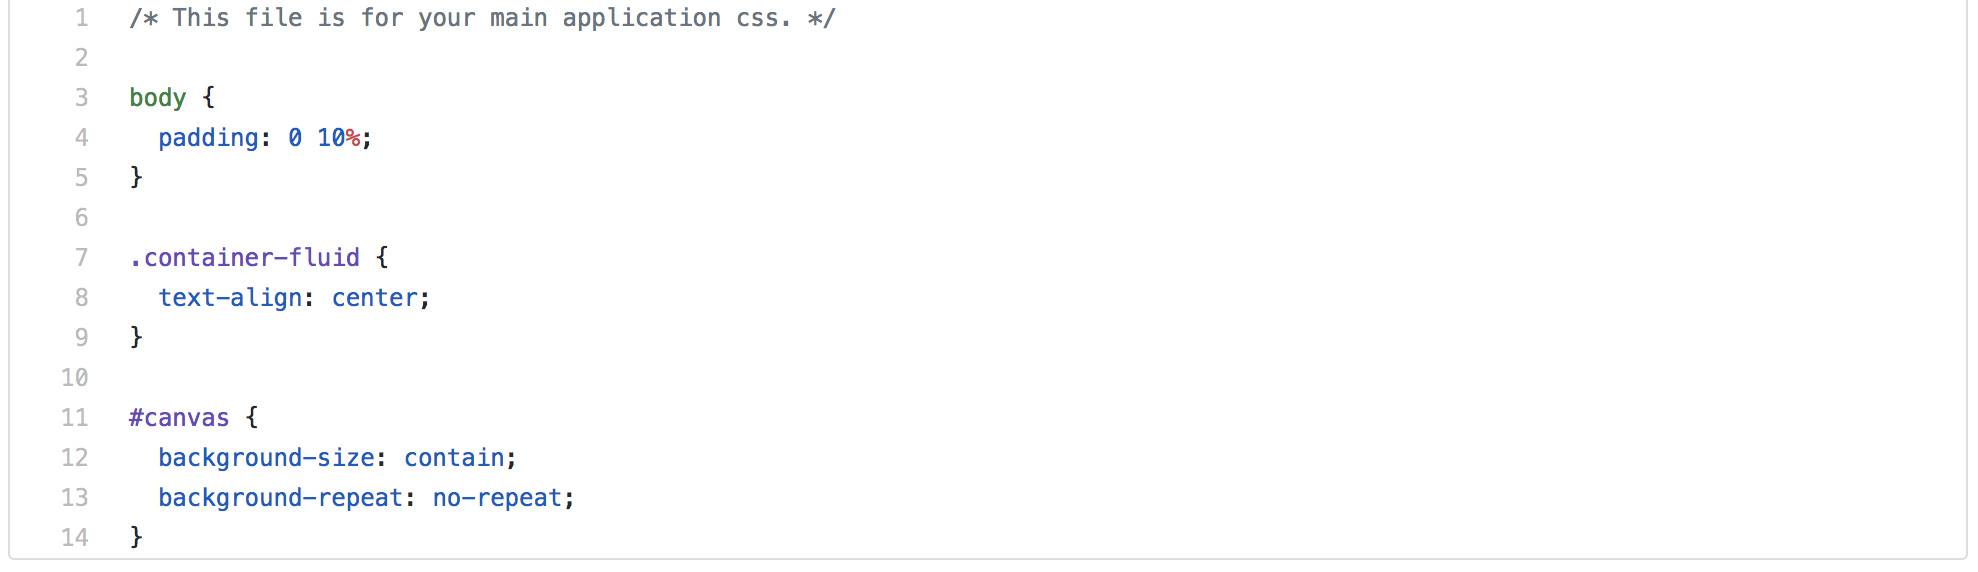 1 /* This file is for your main application css. */
2
3 body {
4   padding: 0 10%;
5 }
6
7 .container-fluid {
8   text-align: center;
9 }
10
11 #canvas {
12   background-size: contain;
13   background-repeat: no-repeat;
14 }